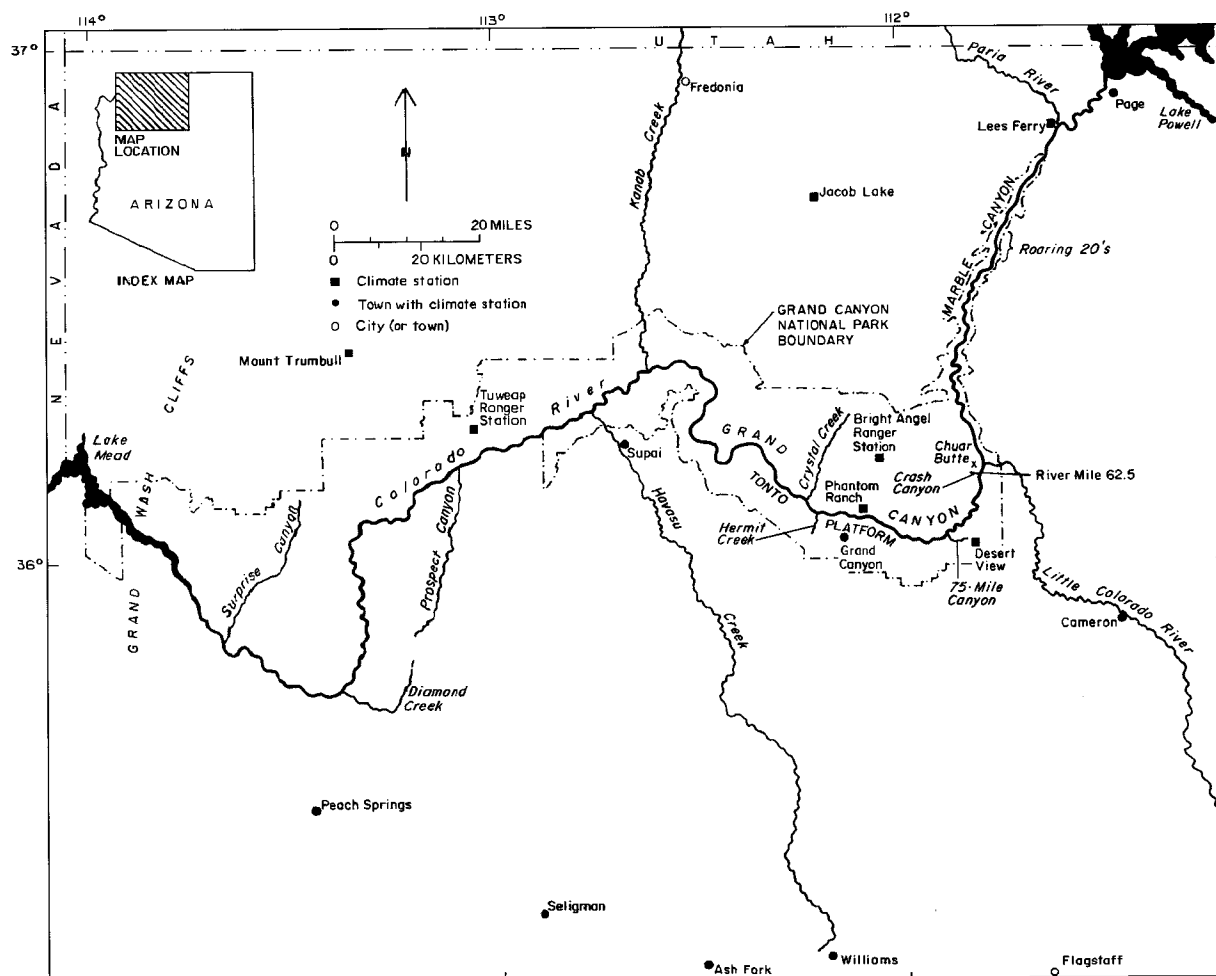 114°
113°
112°
37°
UTAH
Paria River
Fredonia
Page
Lake
Powell
Lees Ferry
NEVADA
MAP
LOCATION
ARIZONA
INDEX MAP
N
0 20 MILES
0 20 KILOMETERS
Climate station
Town with climate station
City (or town)
Kanab Creek
Jacob Lake
MARBLE CANYON
Roaring 20's
GRAND CANYON
NATIONAL PARK
BOUNDARY
Mount Trumbull
GRAND WASH CLIFFS
Tuweap
Ranger
Station
Colorado River
Lake
Mead
Supai
GRAND CANYON
Crystal Creek
Bright Angel
Ranger
Station
Chuar
Butte
x
Crash
Canyon
River Mile 62.5
TONTO PLATFORM
Phantom
Ranch
Hermit
Creek
Grand
Canyon
Desert
View
75-Mile
Canyon
36°
Surprise Canyon
Prospect Canyon
Havasu Creek
Little Colorado River
Cameron
Diamond
Creek
Peach Springs
Seligman
Ash Fork
Williams
Flagstaff